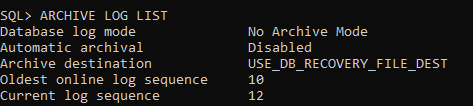 SQL> ARCHIVE LOG LIST
Database log mode              No Archive Mode
Automatic archival             Disabled
Archive destination            USE_DB_RECOVERY_FILE_DEST
Oldest online log sequence     10
Current log sequence           12